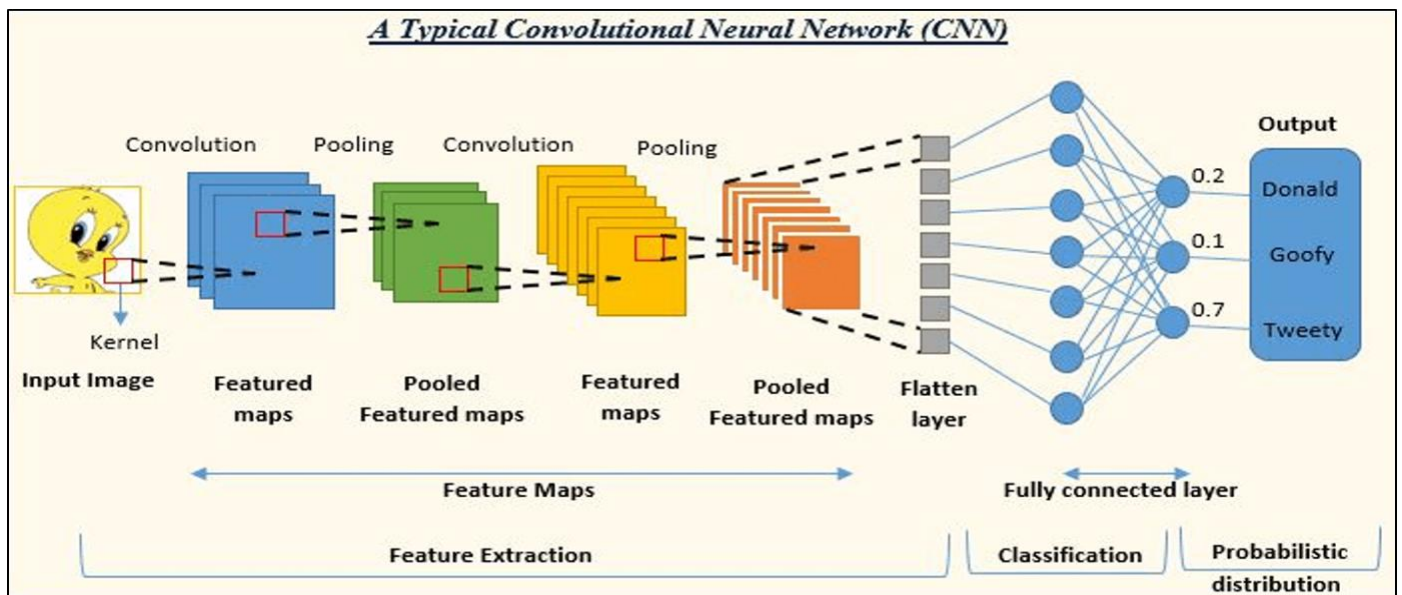 A Typical Convolutional Neural Network (CNN)
Convolution
Pooling
Convolution
Pooling
Kernel
Input Image
Featured
maps
Pooled
Featured maps
Featured
maps
Pooled
Featured maps
Flatten
layer
0.2
0.1
0.7
Output
Donald
Goofy
Tweety
Feature Maps
Fully connected layer
Feature Extraction
Classification
Probabilistic
distribution